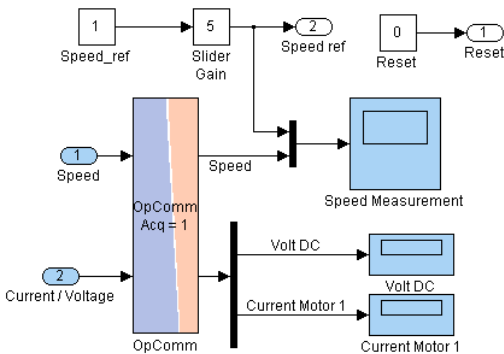 1
Speed_ref
5
Slider
Gain
2
Speed ref
0
Reset
1
Reset
1
Speed
OpComm
Acq = 1
Speed
Speed Measurement
2
Current / Voltage
OpComm
Volt DC
Volt DC
Current Motor 1
Current Motor 1